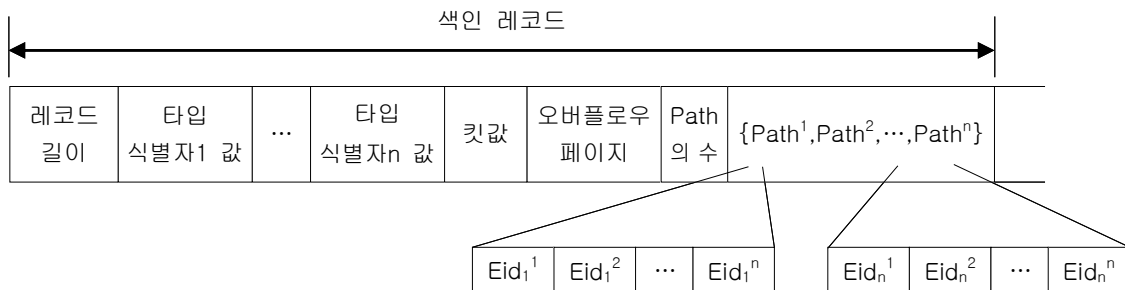 색인 레코드
레코드 길이
타입 식별자1 값
…
타입 식별자n 값
킷값
오버플로우 페이지
Path 의 수
{Path¹,Path²,…,Pathⁿ}
Eid₁¹ Eid₁² … Eid₁ⁿ
Eidₙ¹ Eidₙ² … Eidₙⁿ